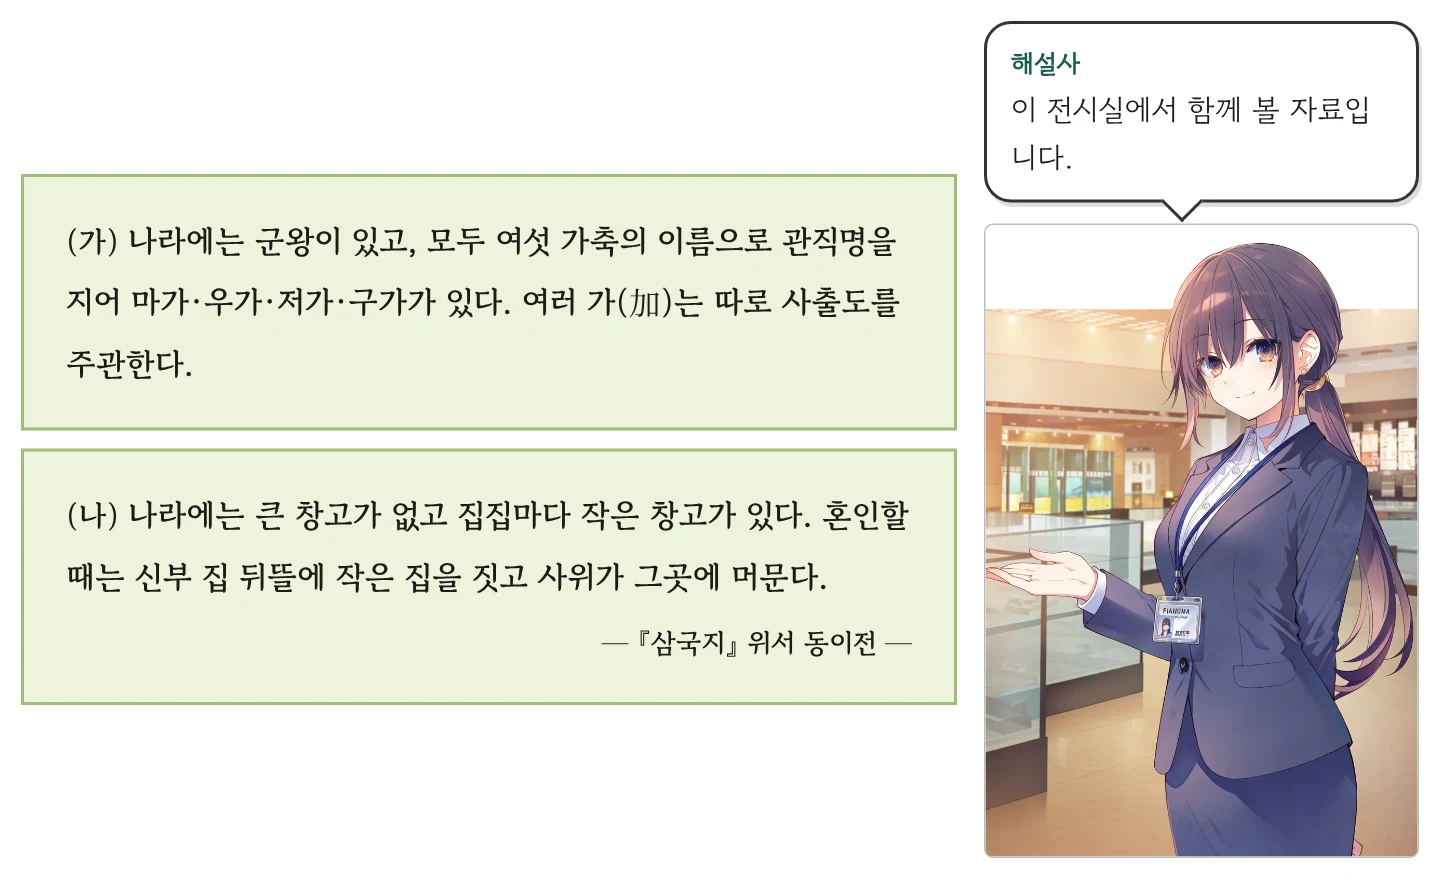 해설사
이 전시실에서 함께 볼 자료입
니다.
(가) 나라에는 군왕이 있고, 모두 여섯 가축의 이름으로 관직명을
지어 마가·우가·저가·구가가 있다. 여러 가(加)는 따로 사출도를
주관한다.
(나) 나라에는 큰 창고가 없고 집집마다 작은 창고가 있다. 혼인할
때는 신부 집 뒤뜰에 작은 집을 짓고 사위가 그곳에 머문다.
― 『삼국지』 위서 동이전 ―